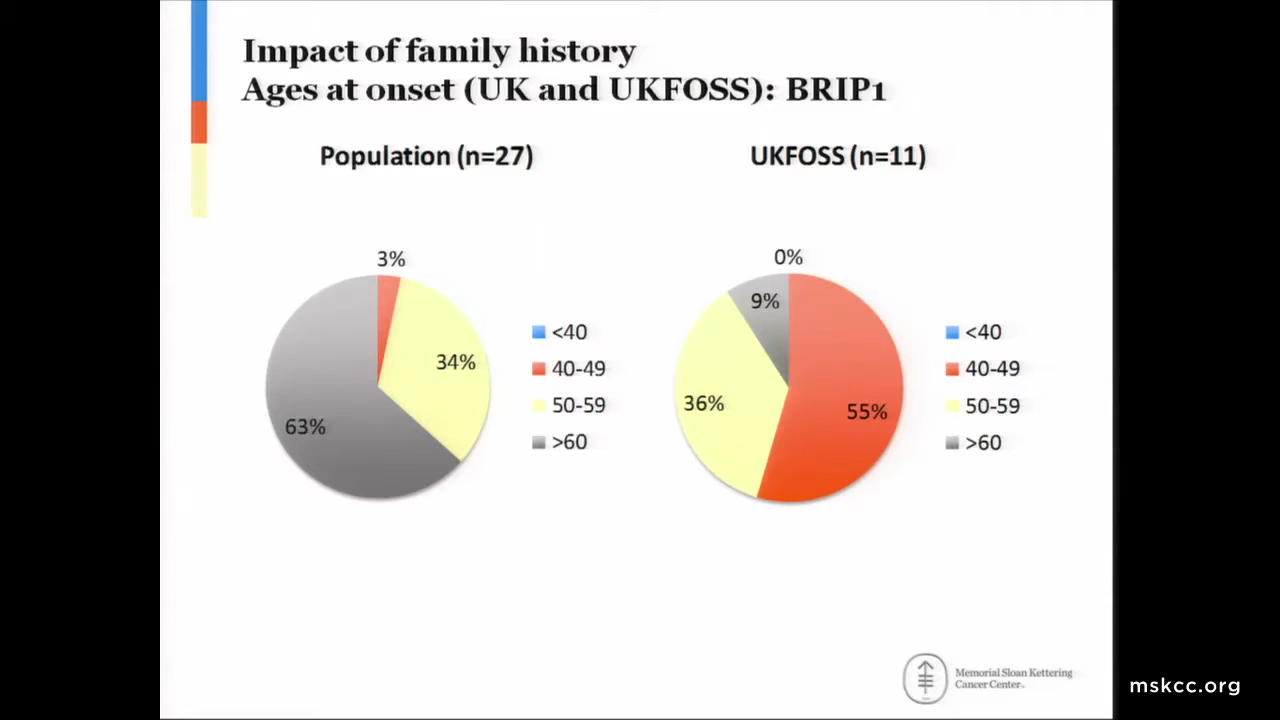 Impact of family history
Ages at onset (UK and UKFOSS): BRIP1
Population (n=27)
3%
34%
63%
<40
40-49
50-59
>60
UKFOSS (n=11)
0%
9%
36%
55%
<40
40-49
50-59
>60
Memorial Sloan Kettering
Cancer Center
mskcc.org